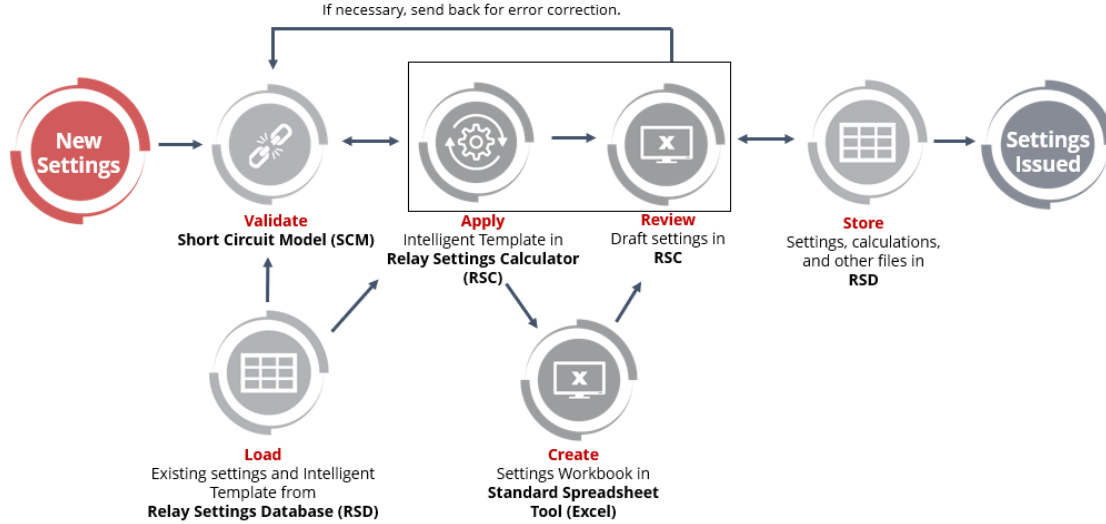 If necessary, send back for error correction.
New
Settings
X
Settings
Issued
Validate
Short Circuit Model (SCM)
Apply
Intelligent Template in
Relay Settings Calculator
(RSC)
Review
Draft settings in
RSC
Store
Settings, calculations,
and other files in
RSD
X
Load
Existing settings and Intelligent
Template from
Relay Settings Database (RSD)
Create
Settings Workbook in
Standard Spreadsheet
Tool (Excel)